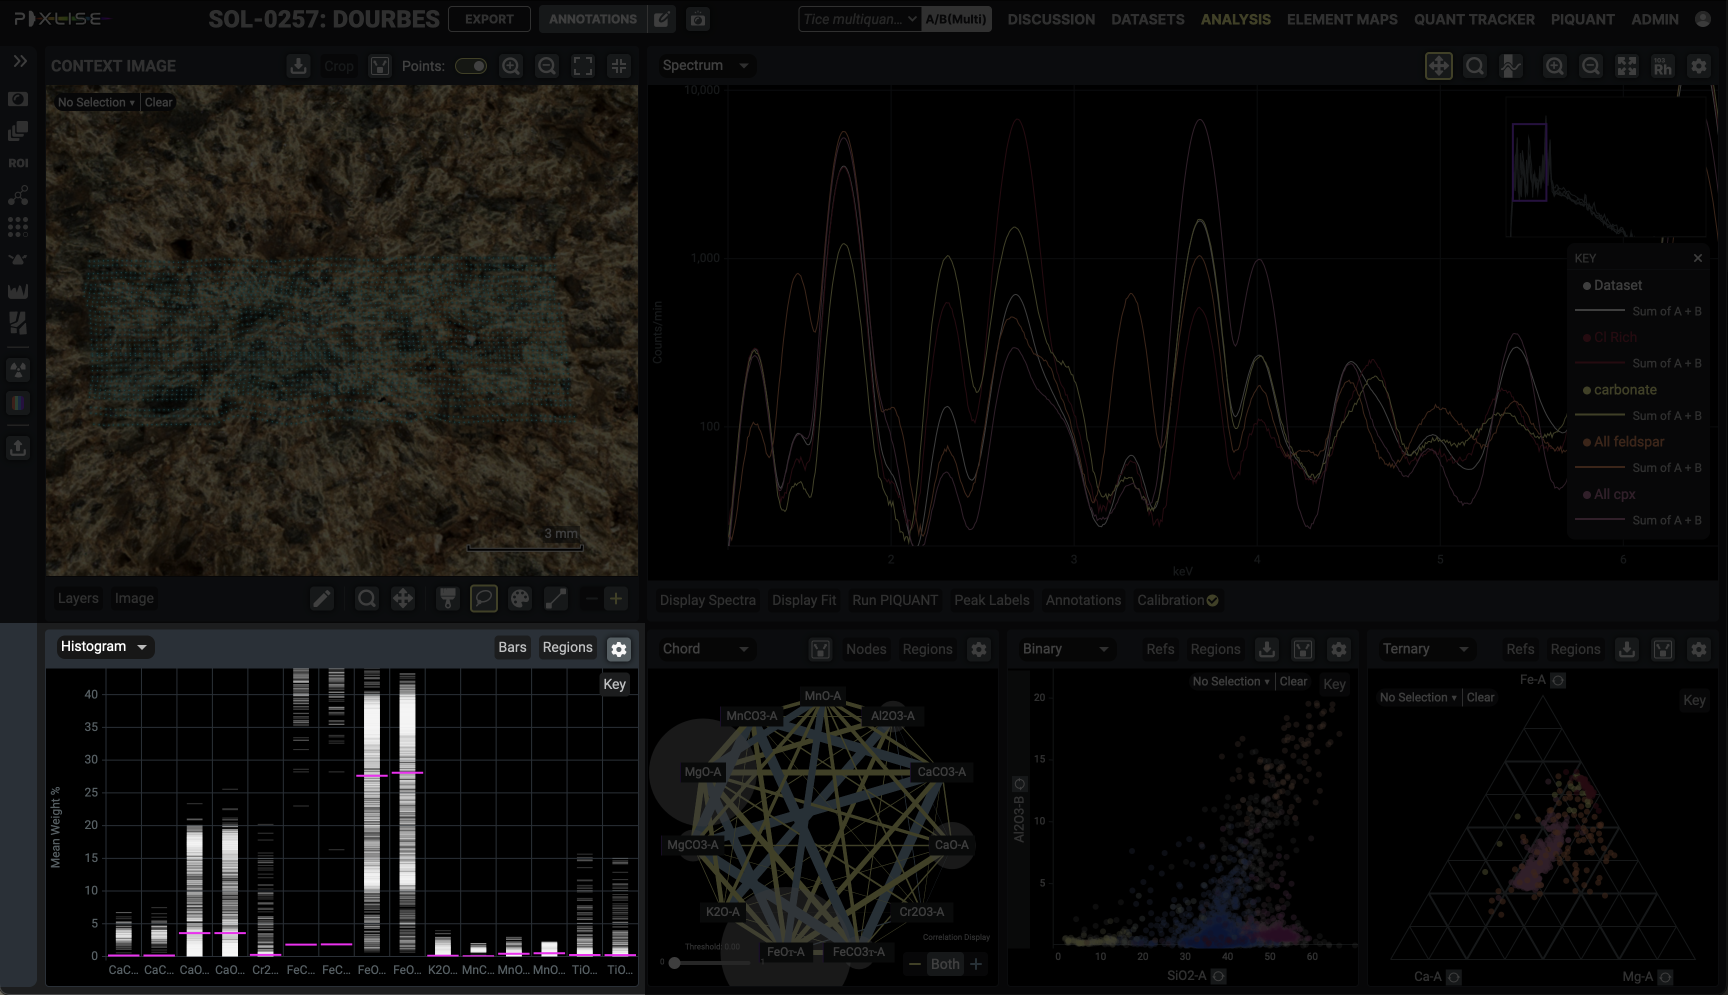 PIXLISE SOL-0257: DOURBES EXPORT ANNOTATIONS Tice multiquan... A/B(Multi) DISCUSSION DATASETS ANALYSIS ELEMENT MAPS QUANT TRACKER PIQUANT ADMIN
CONTEXT IMAGE Crop Points:
No Selection Clear
ROI
3 mm
Layers Image
Spectrum
103
Rh
10,000
1,000
100
Counts/min
2 3 4 5 6
keV
KEY
Dataset
Sum of A + B
Cl Rich
Sum of A + B
carbonate
Sum of A + B
All feldspar
Sum of A + B
All cpx
Sum of A + B
Display Spectra Display Fit Run PIQUANT Peak Labels Annotations Calibration
Histogram Bars Regions
Key
Mean Weight %
40
35
30
25
20
15
10
5
0
CaC... CaC... CaO... CaO... Cr2... FeC... FeC... FeO... FeO... K2O... MnC... MnO... MnO... TiO... TiO...
Chord Nodes Regions
MnO-A
MnCO3-A Al2O3-A
MgO-A CaCO3-A
MgCO3-A CaO-A
K2O-A Cr2O3-A
FeOT-A FeCO3T-A
Threshold: 0.00
0 1
Correlation Display
Both
Binary Refs Regions
No Selection Clear Key
Al2O3-B
20
15
10
5
0 10 20 30 40 50 60
SiO2-A
Ternary Refs Regions
Fe-A
No Selection Clear Key
Ca-A Mg-A